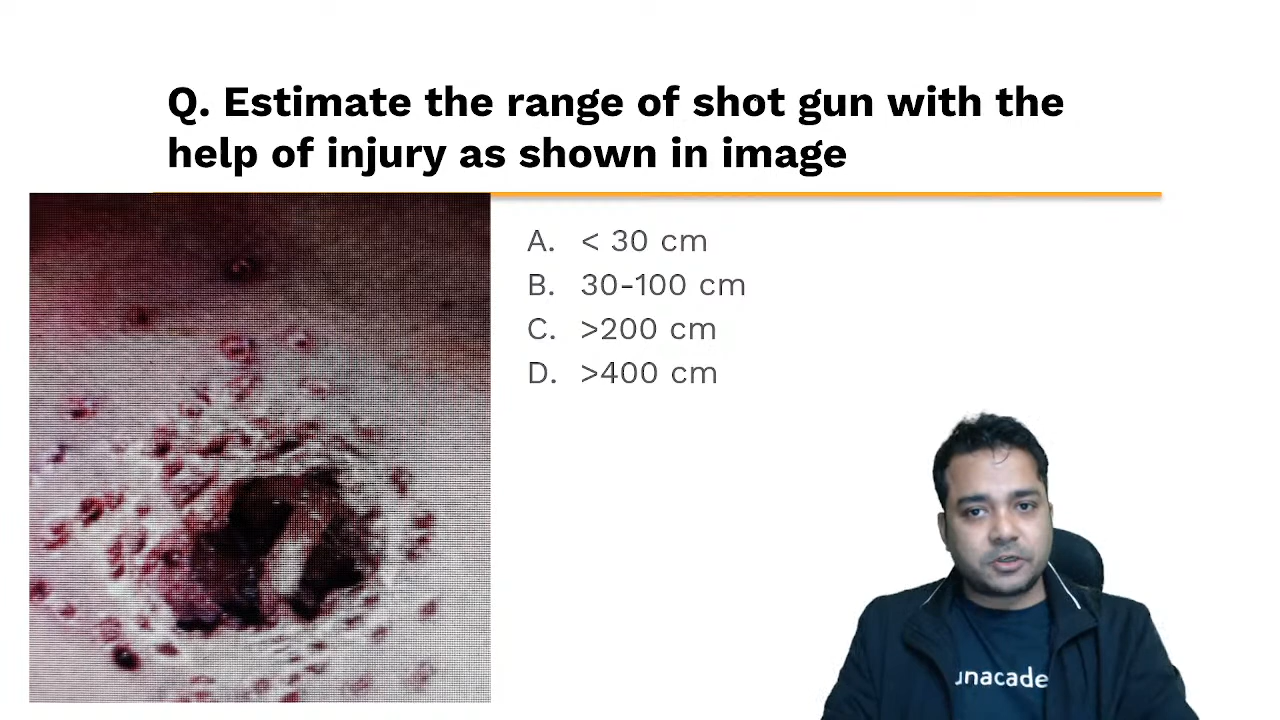 Q. Estimate the range of shot gun with the
help of injury as shown in image
A. < 30 cm
B. 30-100 cm
C. >200 cm
D. >400 cm
unacade